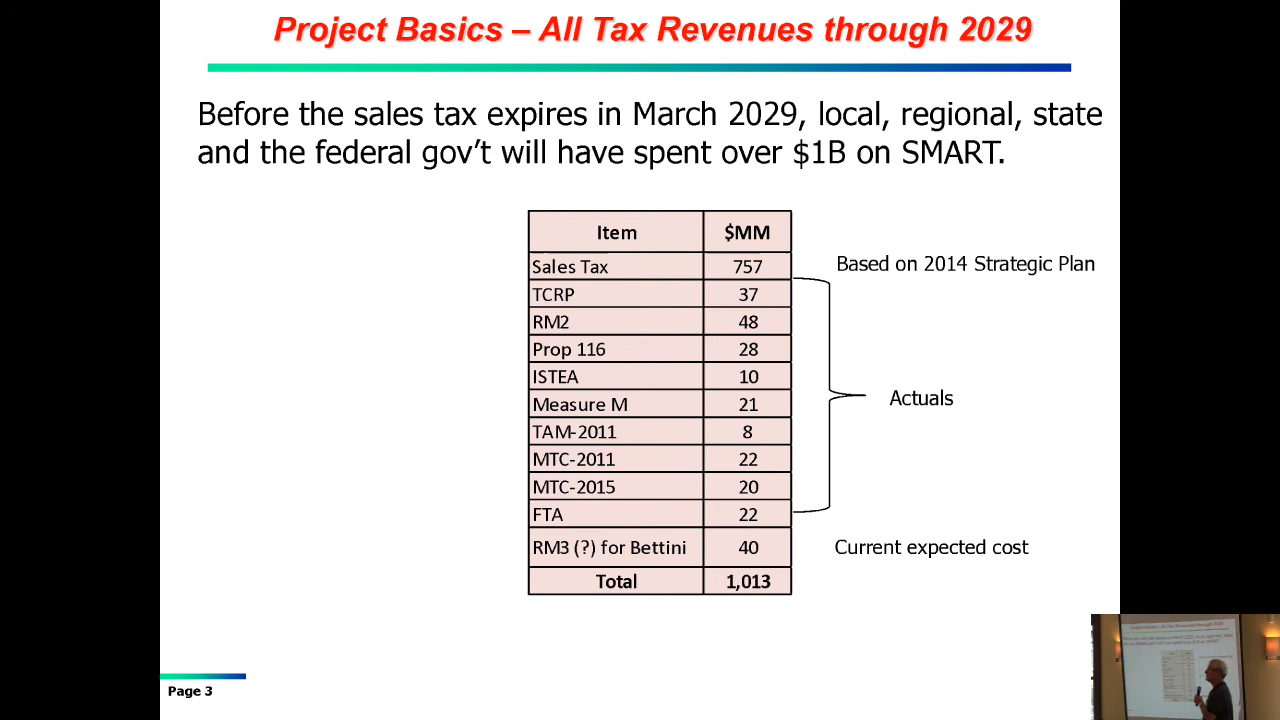 Project Basics – All Tax Revenues through 2029
Before the sales tax expires in March 2029, local, regional, state
and the federal gov't will have spent over $1B on SMART.
Item $MM
Sales Tax 757 Based on 2014 Strategic Plan
TCRP 37
RM2 48
Prop 116 28
ISTEA 10
Measure M 21 Actuals
TAM-2011 8
MTC-2011 22
MTC-2015 20
FTA 22
RM3 (?) for Bettini 40 Current expected cost
Total 1,013
Page 3